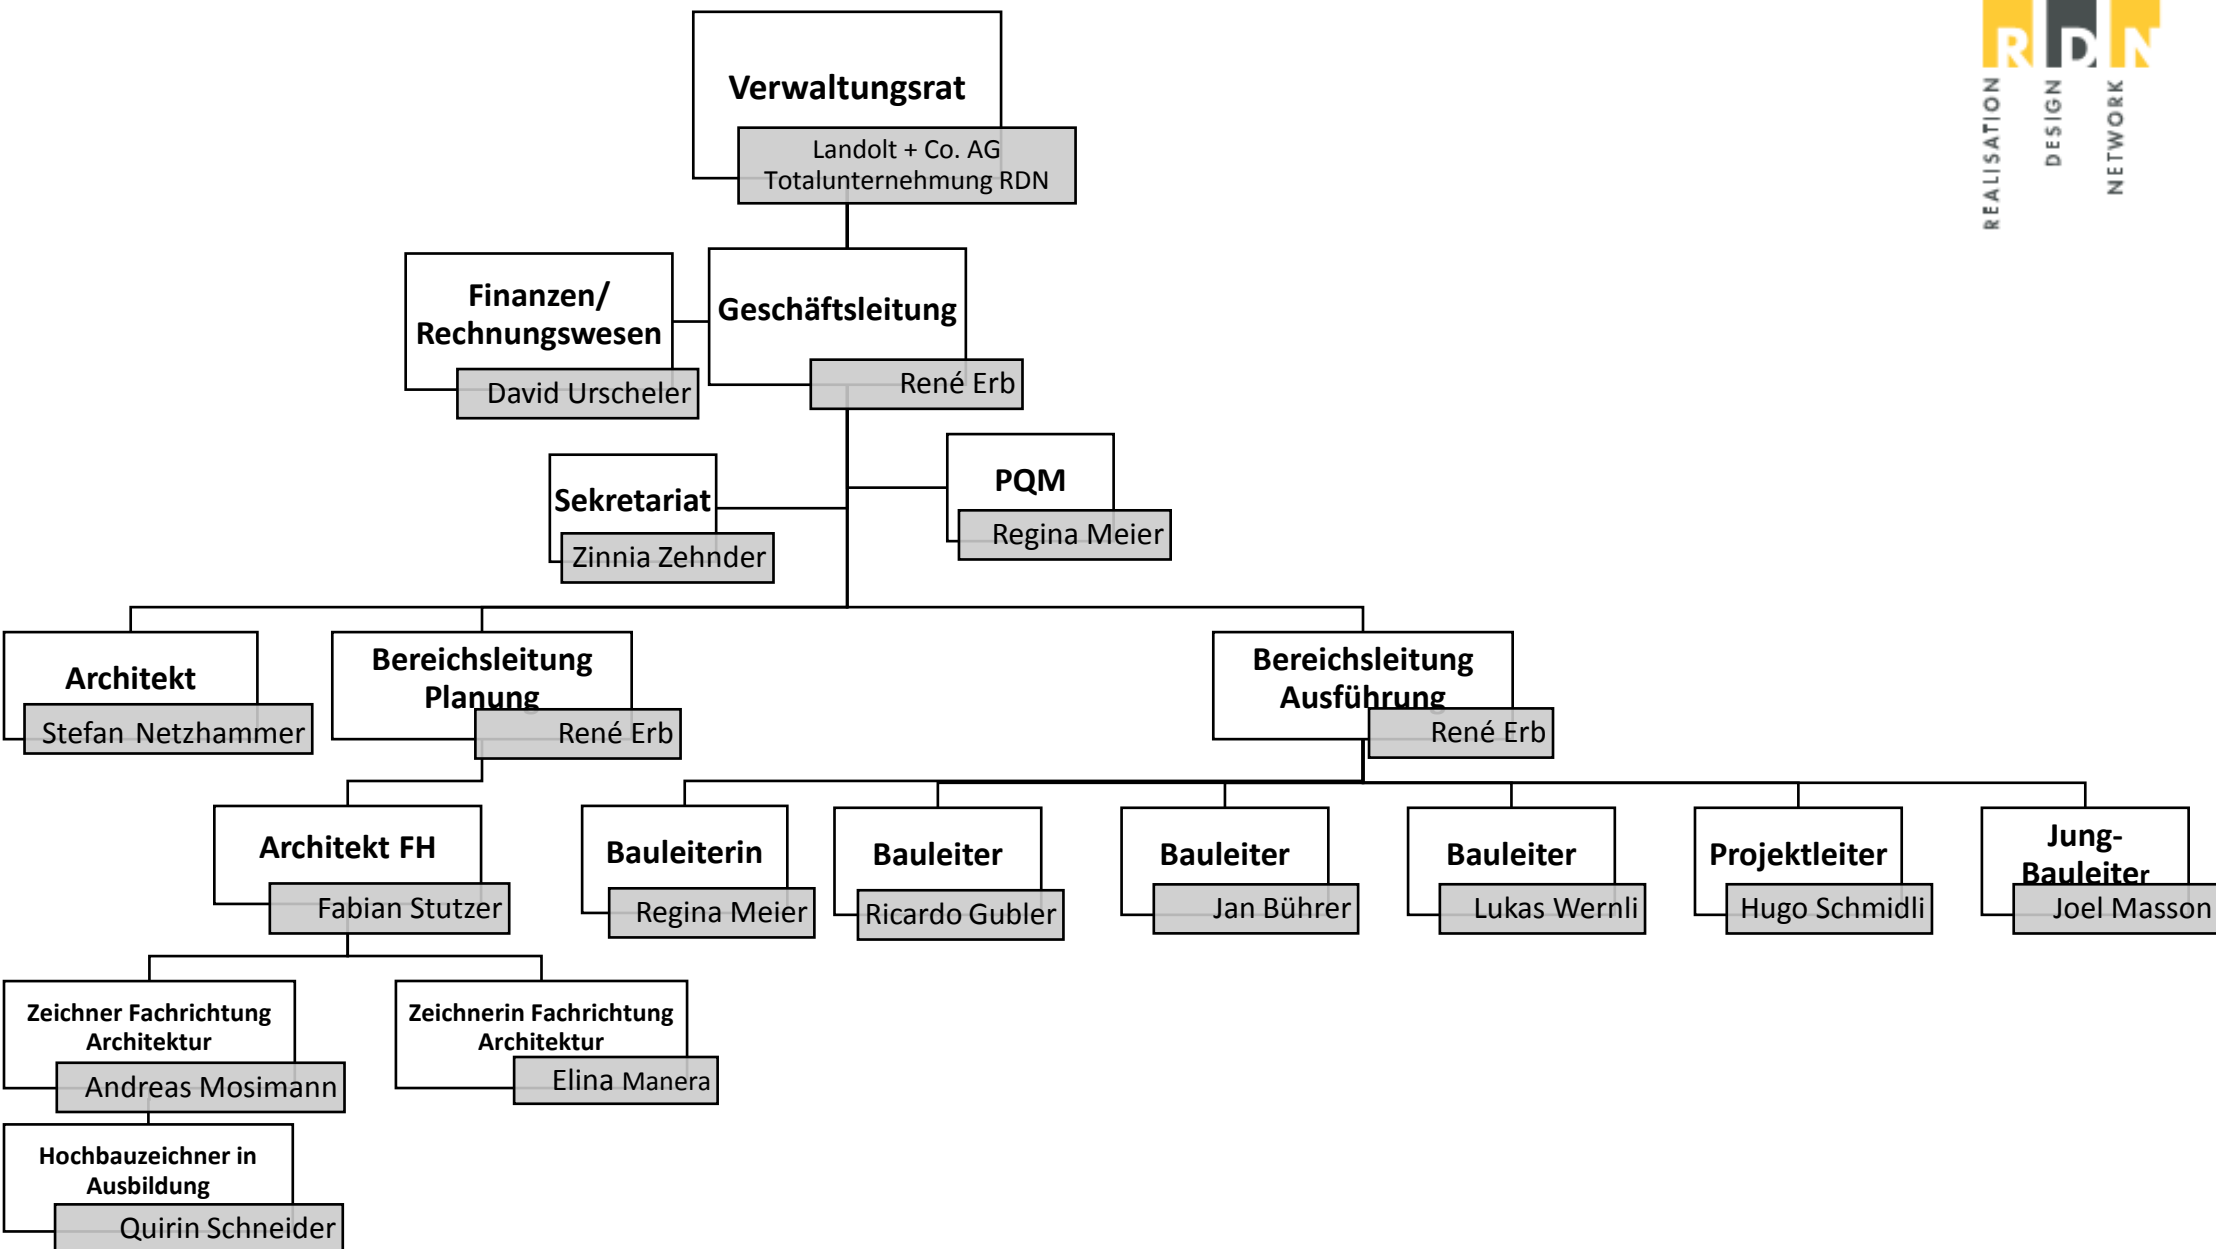 RDN
REALISATION
DESIGN
NETWORK
Verwaltungsrat
Landolt + Co. AG
Totalunternehmung RDN
Finanzen/
Rechnungswesen
David Urscheler
Geschäftsleitung
René Erb
Sekretariat
Zinnia Zehnder
PQM
Regina Meier
Architekt
Stefan Netzhammer
Bereichsleitung
Planung
René Erb
Bereichsleitung
Ausführung
René Erb
Architekt FH
Fabian Stutzer
Bauleiterin
Regina Meier
Bauleiter
Ricardo Gubler
Bauleiter
Jan Bührer
Bauleiter
Lukas Wernli
Projektleiter
Hugo Schmidli
Jung-
Bauleiter
Joel Masson
Zeichner Fachrichtung
Architektur
Andreas Mosimann
Zeichnerin Fachrichtung
Architektur
Elina Manera
Hochbauzeichner in
Ausbildung
Quirin Schneider